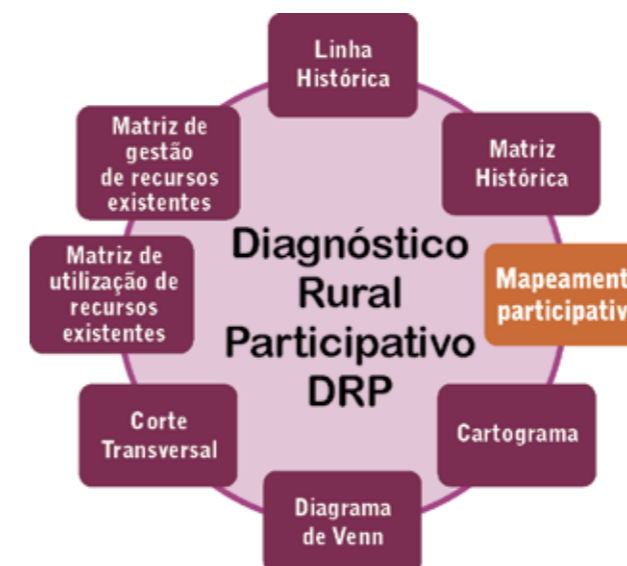 Linha
Histórica
Matriz
Histórica
Mapeament
participativ
Cartograma
Diagrama
de Venn
Corte
Transversal
Matriz de
utilização de
recursos
existentes
Matriz de
gestão
de recursos
existentes
Diagnóstico
Rural
Participativo
DRP